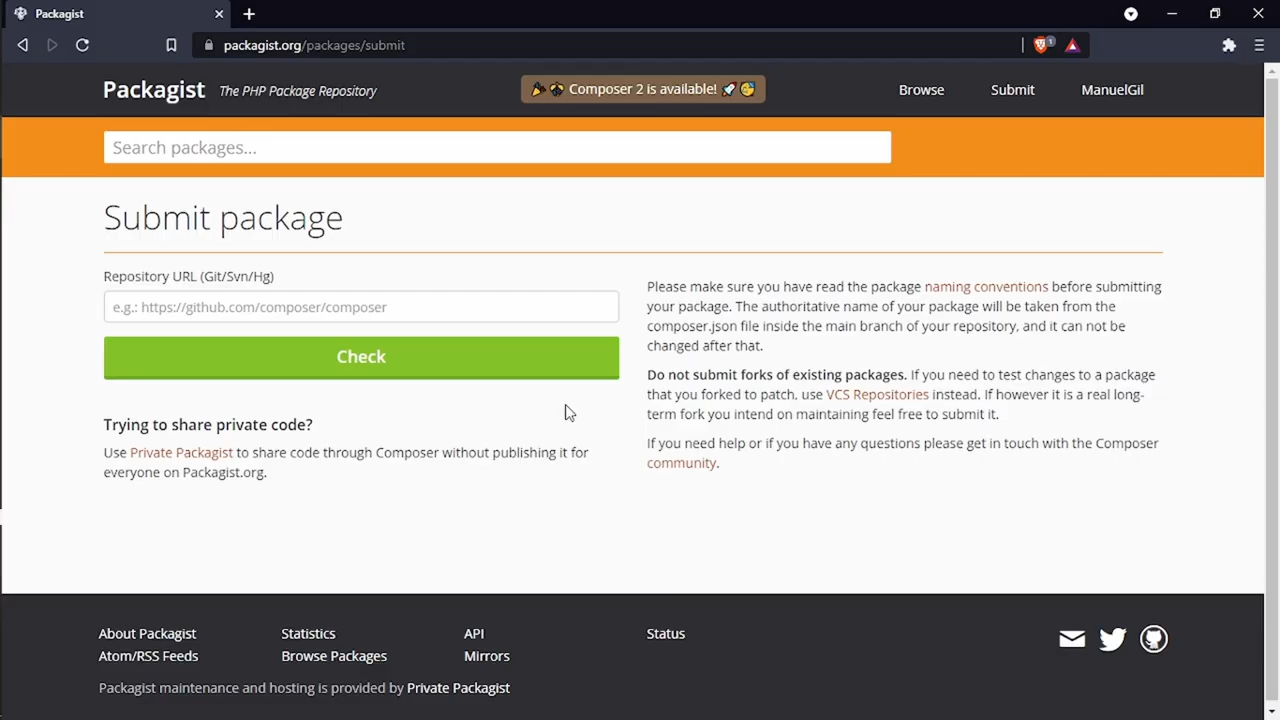 Packagist
packagist.org/packages/submit
1
Packagist The PHP Package Repository
Composer 2 is available!
Browse Submit ManuelGil
Search packages...
Submit package
Repository URL (Git/Svn/Hg)
e.g.: https://github.com/composer/composer
Check
Trying to share private code?
Use Private Packagist to share code through Composer without publishing it for
everyone on Packagist.org.
Please make sure you have read the package naming conventions before submitting
your package. The authoritative name of your package will be taken from the
composer.json file inside the main branch of your repository, and it can not be
changed after that.
Do not submit forks of existing packages. If you need to test changes to a package
that you forked to patch, use VCS Repositories instead. If however it is a real long-
term fork you intend on maintaining feel free to submit it.
If you need help or if you have any questions please get in touch with the Composer
community.
About Packagist Statistics API Status
Atom/RSS Feeds Browse Packages Mirrors
Packagist maintenance and hosting is provided by Private Packagist